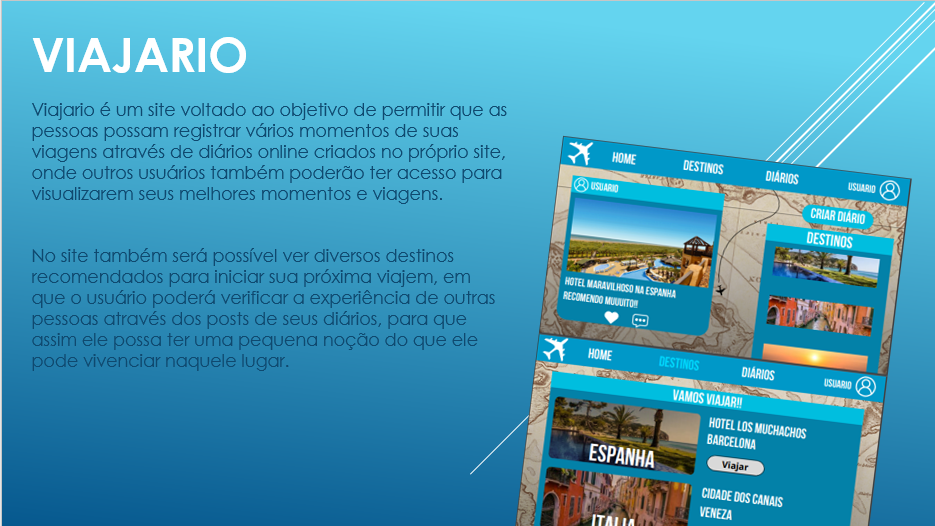 VIAJARIO
Viajario é um site voltado ao objetivo de permitir que as
pessoas possam registrar vários momentos de suas
viagens através de diários online criados no próprio site,
onde outros usuários também poderão ter acesso para
visualizarem seus melhores momentos e viagens.
No site também será possível ver diversos destinos
recomendados para iniciar sua próxima viajem, em
que o usuário poderá verificar a experiência de outras
pessoas através dos posts de seus diários, para que
assim ele possa ter uma pequena noção do que ele
pode vivenciar naquele lugar.
HOME DESTINOS DIÁRIOS USUARIO
USUARIO
CRIAR DIÁRIO
DESTINOS
HOTEL MARAVILHOSO NA ESPANHA
RECOMENDO MUUUITO!!
HOME DESTINOS DIÁRIOS USUARIO
VAMOS VIAJAR!!
ESPANHA
HOTEL LOS MUCHACHOS
BARCELONA
Viajar
ITALIA
CIDADE DOS CANAIS
VENEZA